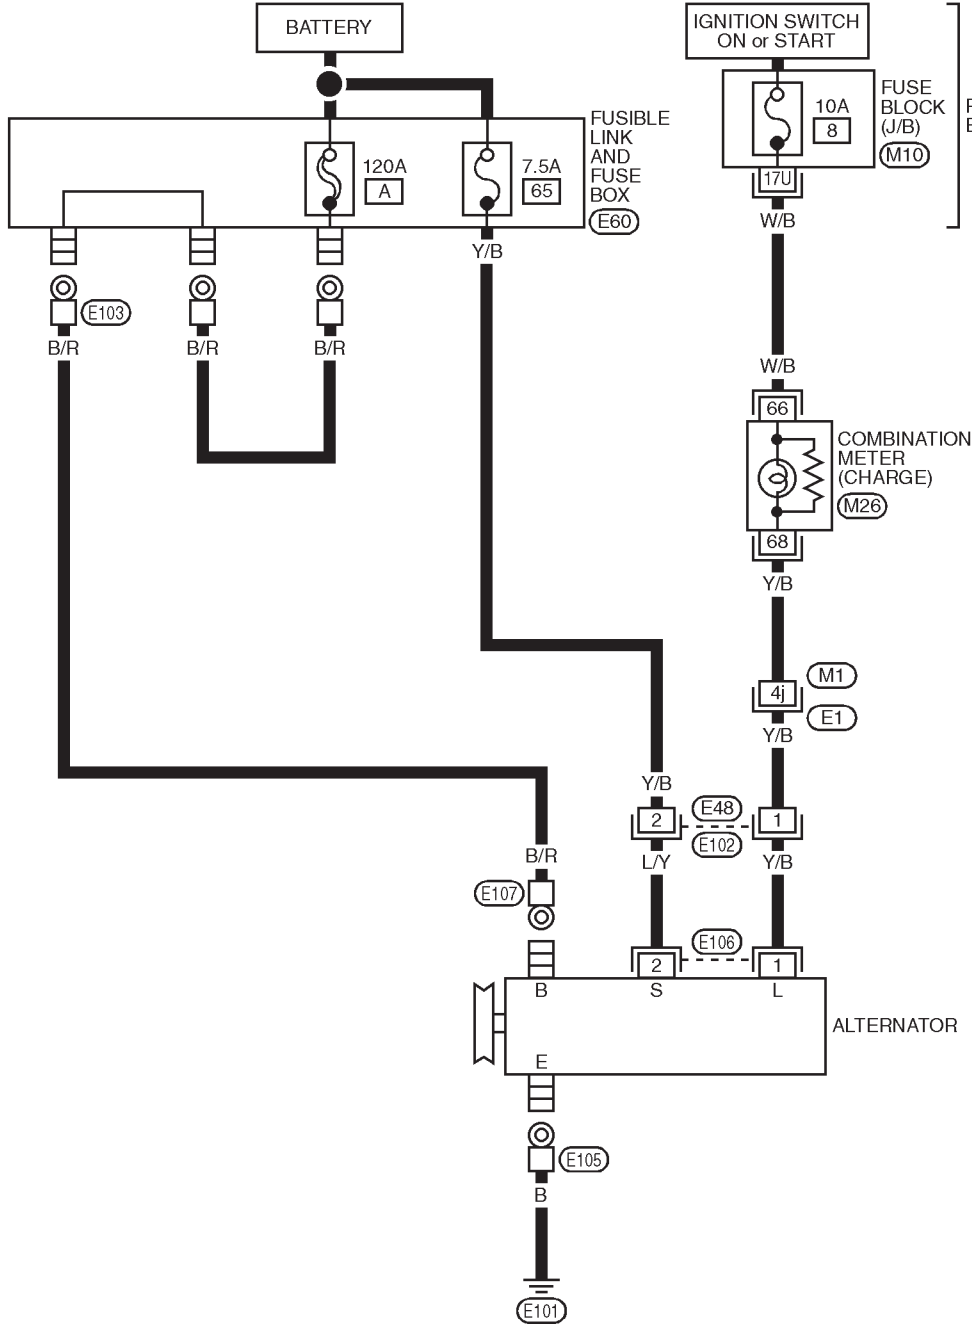 BATTERY
IGNITION SWITCH
ON or START
10A
8
FUSE
BLOCK
(J/B)
M10
17U
W/B
120A
A
7.5A
65
FUSIBLE
LINK
AND
FUSE
BOX
E60
Y/B
E103
B/R
B/R
B/R
W/B
66
COMBINATION
METER
(CHARGE)
M26
68
Y/B
4j
M1
E1
Y/B
Y/B
2
E48
1
E102
B/R
L/Y
Y/B
E107
E106
2
1
B
S
L
ALTERNATOR
E
E105
B
E101